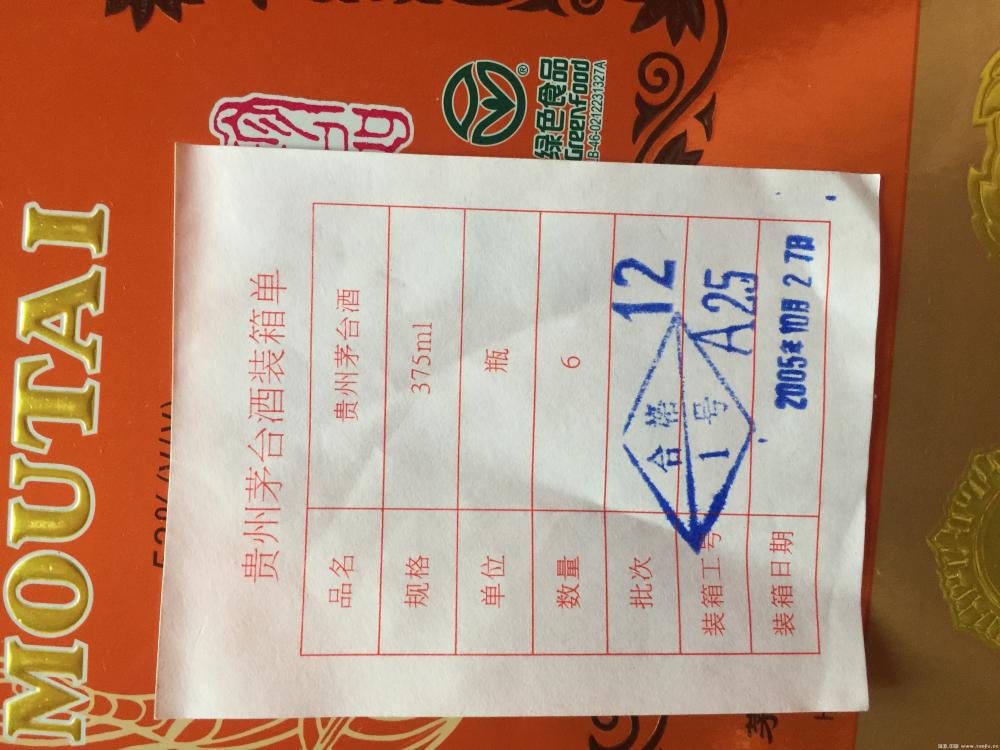 MOUTAI
绿色食品
GreenFood
LB-46-0212231327A
贵州茅台酒装箱单
品名 贵州茅台酒
规格 375ml
单位 瓶
数量 6
批次 12
装箱工号 A25
合格
1号
装箱日期 2005年10月27日